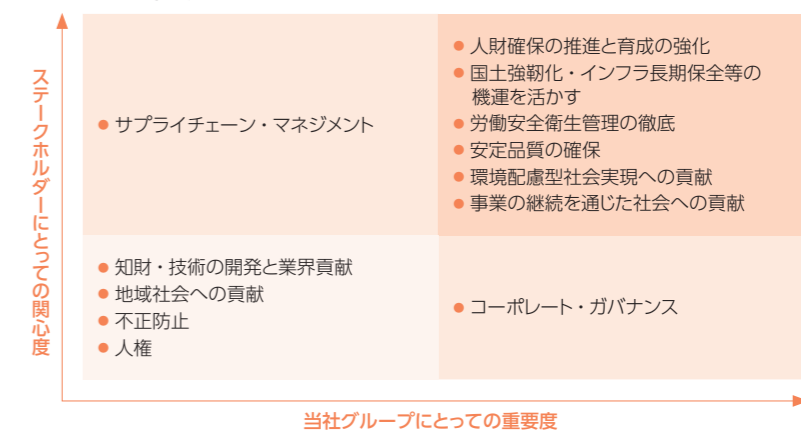 ステークホルダーにとっての関心度
● サプライチェーン・マネジメント
● 人財確保の推進と育成の強化
● 国土強靭化・インフラ長期保全等の
機運を活かす
● 労働安全衛生管理の徹底
● 安定品質の確保
● 環境配慮型社会実現への貢献
● 事業の継続を通じた社会への貢献
● 知財・技術の開発と業界貢献
● 地域社会への貢献
● 不正防止
● 人権
● コーポレート・ガバナンス
当社グループにとっての重要度